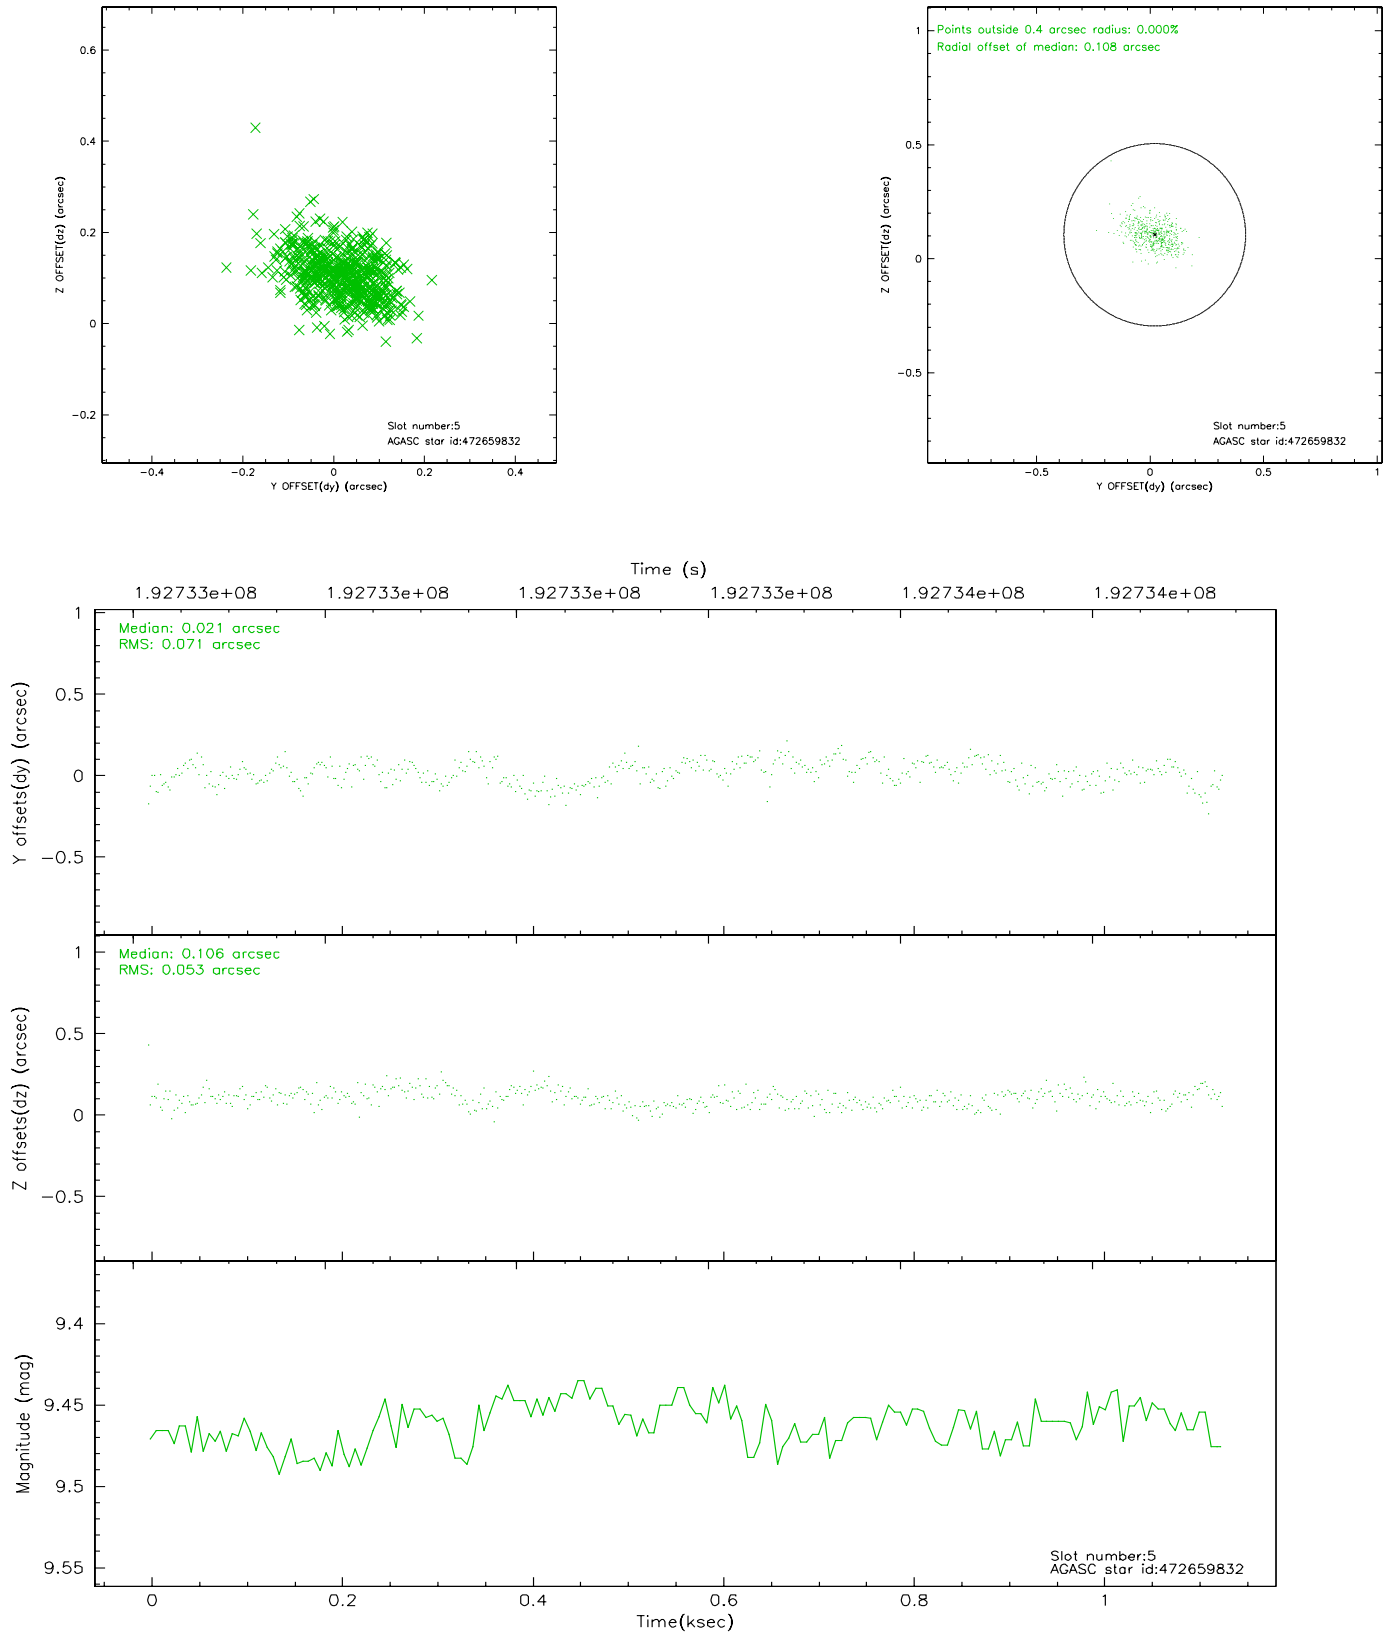 0.6
0.4
0.2
0
−0.2
Z OFFSET(dz) (arcsec)
Slot number:5
AGASC star id:472659832
−0.4 −0.2 0 0.2 0.4
Y OFFSET(dy) (arcsec)
Points outside 0.4 arcsec radius: 0.000%
Radial offset of median: 0.108 arcsec
1
0.5
0
−0.5
Z OFFSET(dz) (arcsec)
Slot number:5
AGASC star id:472659832
−0.5 0 0.5 1
Y OFFSET(dy) (arcsec)
Time (s)
1.92733e+08 1.92733e+08 1.92733e+08 1.92733e+08 1.92734e+08 1.92734e+08
Median: 0.021 arcsec
RMS: 0.071 arcsec
1
0.5
0
−0.5
Y offsets(dy) (arcsec)
Median: 0.106 arcsec
RMS: 0.053 arcsec
1
0.5
0
−0.5
Z offsets(dz) (arcsec)
9.4
9.45
9.5
9.55
Magnitude (mag)
Slot number:5
AGASC star id:472659832
0 0.2 0.4 0.6 0.8 1
Time(ksec)